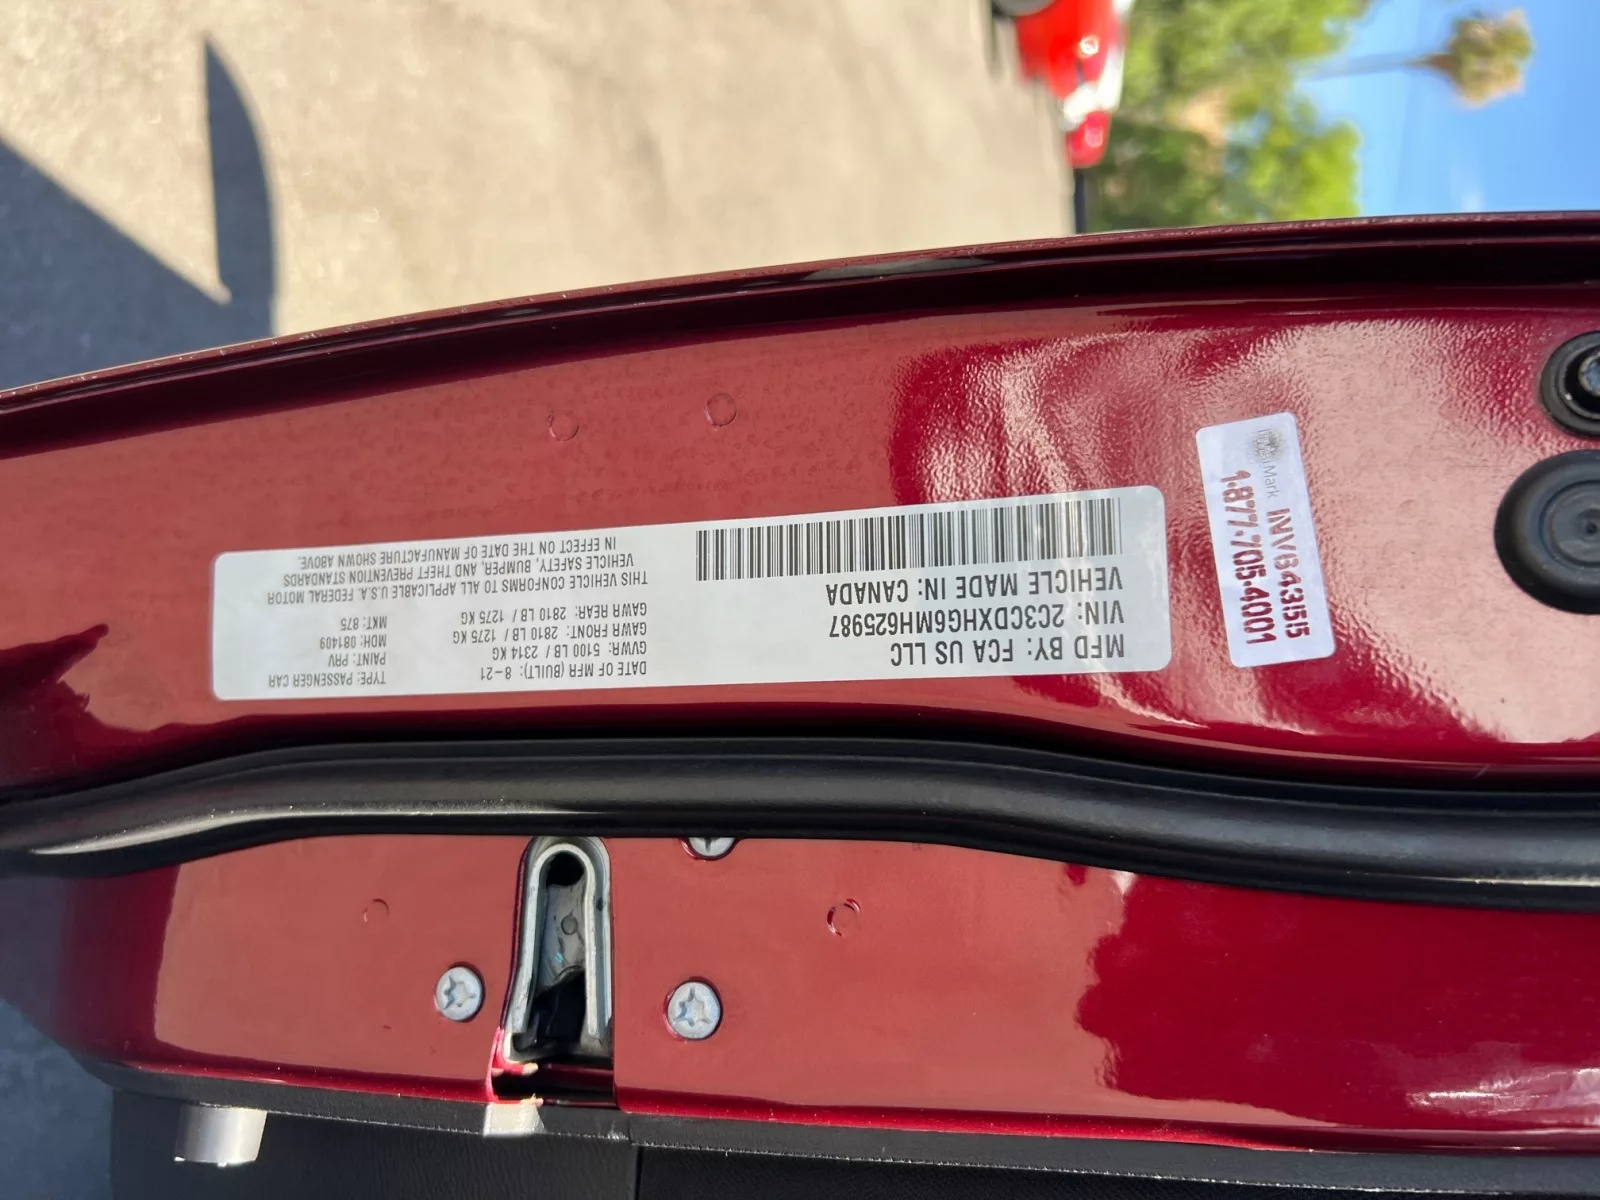 MFD BY: FCA US LLC
VIN: 2C3CDXHG6MH625987
VEHICLE MADE IN: CANADA
DATE OF MFR (BUILT): 8-21
GVWR: 5100 LB / 2314 KG
GAWR FRONT: 2810 LB / 1275 KG
GAWR REAR: 2810 LB / 1275 KG
TYPE: PASSENGER CAR
PAINT: PRV
MDH: 081409
MKT: 875
THIS VEHICLE CONFORMS TO ALL APPLICABLE U.S.A. FEDERAL MOTOR
VEHICLE SAFETY, BUMPER, AND THEFT PREVENTION STANDARDS
IN EFFECT ON THE DATE OF MANUFACTURE SHOWN ABOVE.
Mark INV643155
1-877-705-4001